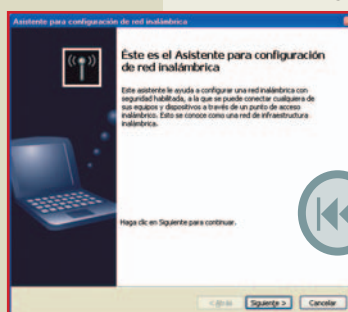 Asistente para configuración de red inalámbrica
Éste es el Asistente para configuración
de red inalámbrica
Este asistente le ayuda a configurar una red inalámbrica con
seguridad habilitada, a la que se puede conectar cualquiera de
sus equipos y dispositivos a través de un punto de acceso
inalámbrico. Esto se conoce como una red de infraestructura
inalámbrica.
Haga clic en Siguiente para continuar.
< Atrás Siguiente > Cancelar